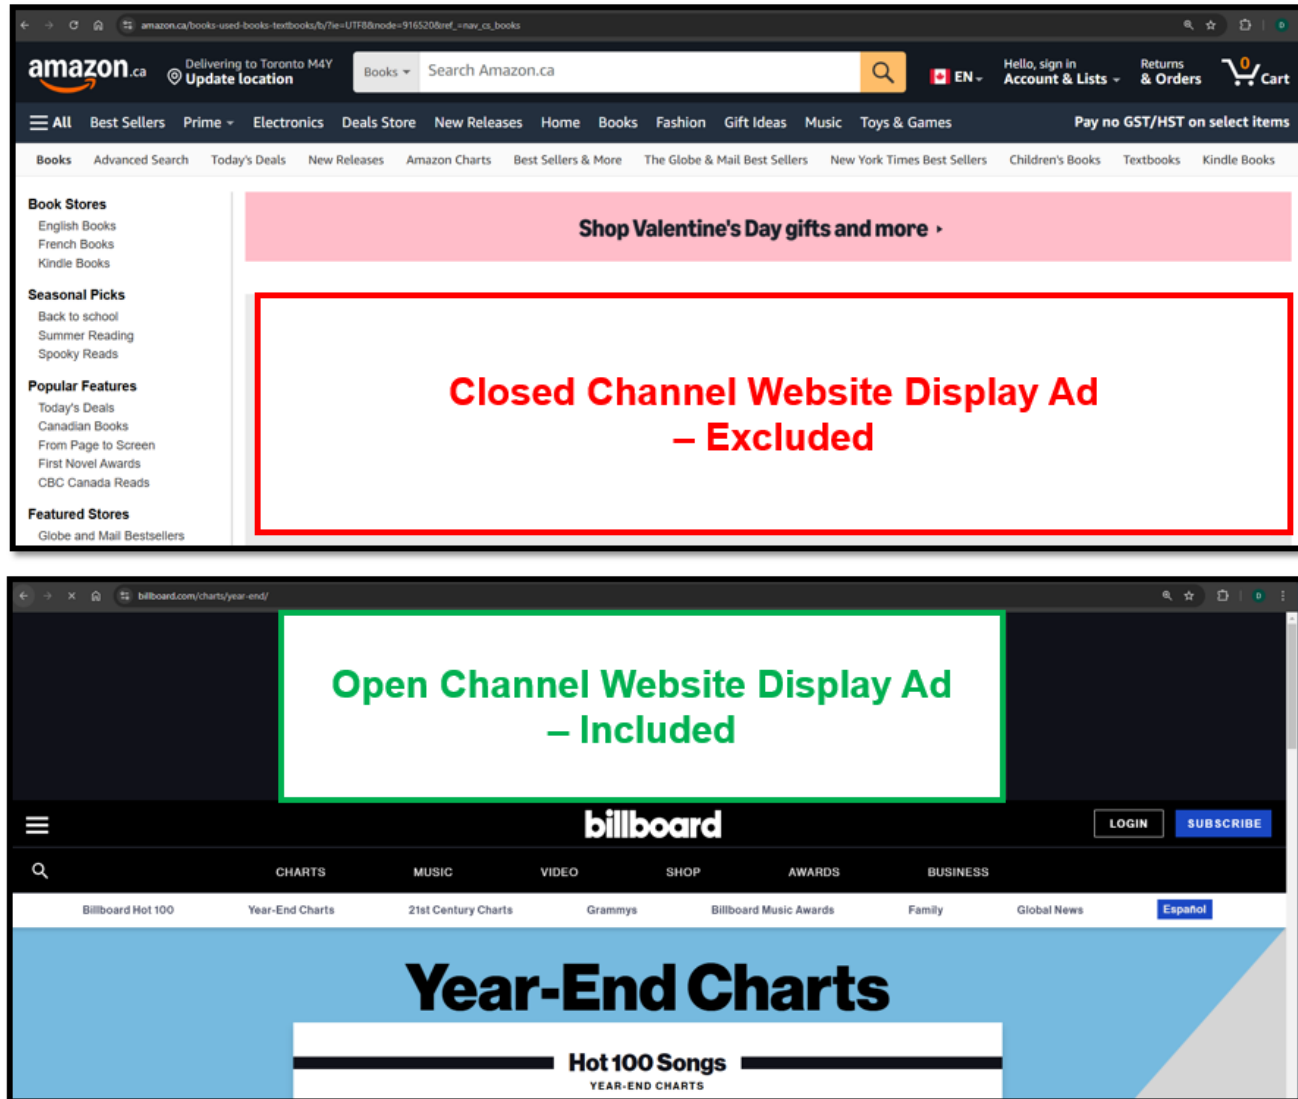 amazon.ca/books-used-books-textbooks/b/?ie=UTF8&node=916520&ref_=nav_cs_books
D
amazon.ca
Delivering to Toronto M4Y
Update location
Books
Search Amazon.ca
EN
Hello, sign in
Account & Lists
Returns
& Orders
0
Cart
All Best Sellers Prime Electronics Deals Store New Releases Home Books Fashion Gift Ideas Music Toys & Games Pay no GST/HST on select items
Books Advanced Search Today's Deals New Releases Amazon Charts Best Sellers & More The Globe & Mail Best Sellers New York Times Best Sellers Children's Books Textbooks Kindle Books
Book Stores
English Books
French Books
Kindle Books
Seasonal Picks
Back to school
Summer Reading
Spooky Reads
Popular Features
Today's Deals
Canadian Books
From Page to Screen
First Novel Awards
CBC Canada Reads
Featured Stores
Globe and Mail Bestsellers
Shop Valentine's Day gifts and more
Closed Channel Website Display Ad
– Excluded
billboard.com/charts/year-end/
D
Open Channel Website Display Ad
– Included
billboard
LOGIN
SUBSCRIBE
CHARTS MUSIC VIDEO SHOP AWARDS BUSINESS
Billboard Hot 100 Year-End Charts 21st Century Charts Grammys Billboard Music Awards Family Global News Español
Year-End Charts
Hot 100 Songs
YEAR-END CHARTS